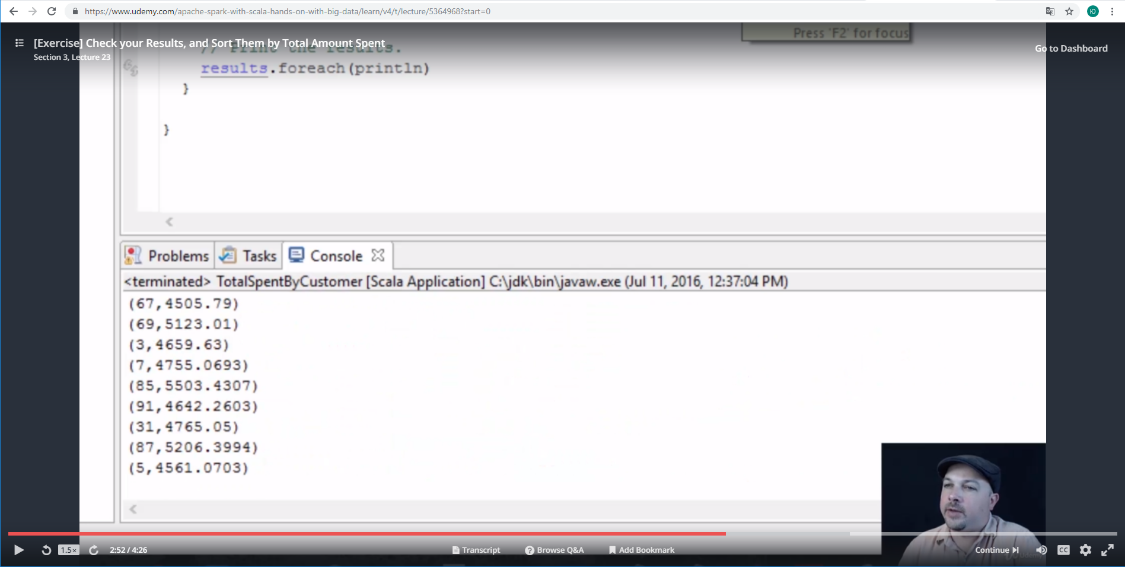 https://www.udemy.com/apache-spark-with-scala-hands-on-with-big-data/learn/v4/t/lecture/5364968?start=0
Press 'F2' for focus
[Exercise] Check your Results, and Sort Them by Total Amount Spent
Section 3, Lecture 23
Go to Dashboard
// Print the results.
results.foreach(println)
}
}
Problems Tasks Console
<terminated> TotalSpentByCustomer [Scala Application] C:\jdk\bin\javaw.exe (Jul 11, 2016, 12:37:04 PM)
(67,4505.79)
(69,5123.01)
(3,4659.63)
(7,4755.0693)
(85,5503.4307)
(91,4642.2603)
(31,4765.05)
(87,5206.3994)
(5,4561.0703)
1.5x 2:52 / 4:26 Transcript Browse Q&A Add Bookmark Continue CC